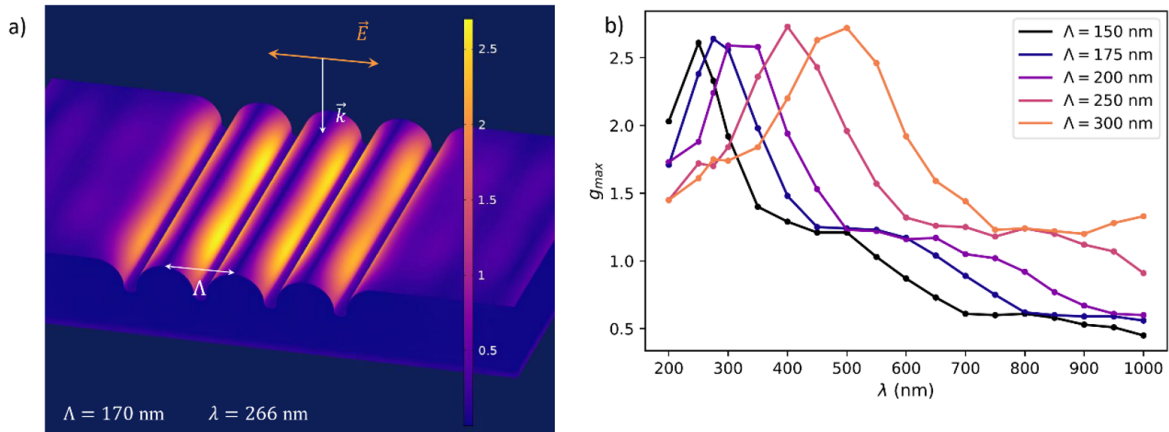 a)
E⃗
k⃗
Λ
2.5
2
1.5
1
0.5
Λ = 170 nm λ = 266 nm
b)
Λ = 150 nm
Λ = 175 nm
Λ = 200 nm
Λ = 250 nm
Λ = 300 nm
2.5
2.0
1.5
1.0
0.5
gmax
200 300 400 500 600 700 800 900 1000
λ (nm)